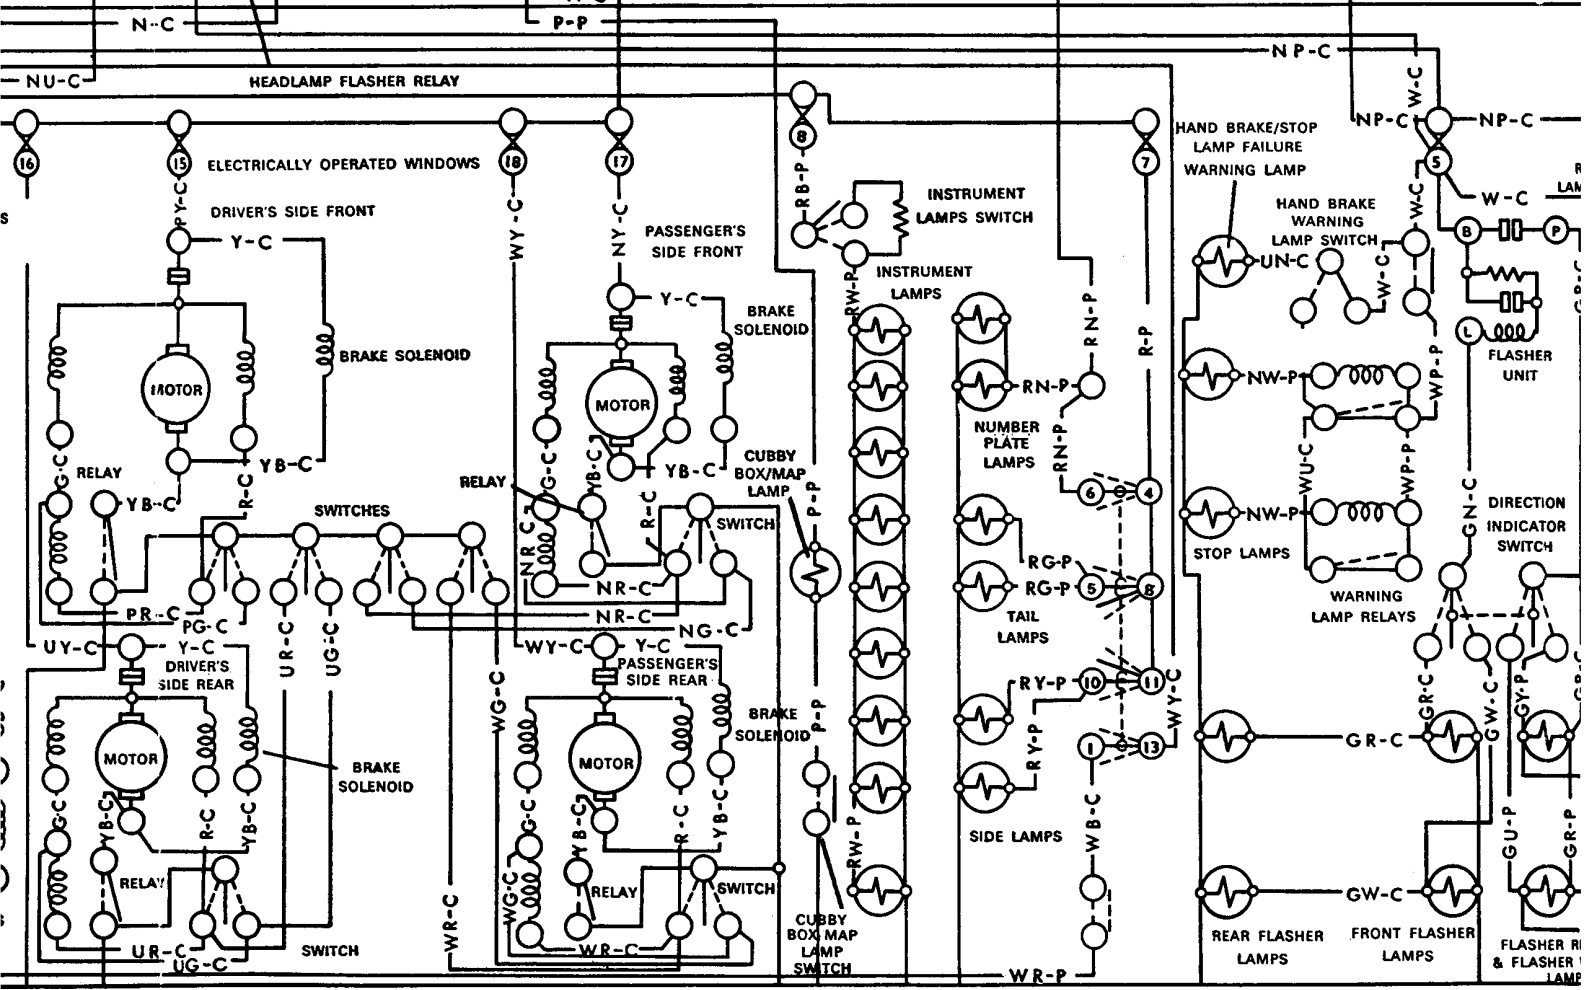 N-C
P-P
NP-C
NU-C
HEADLAMP FLASHER RELAY
W-C
NP-C
NP-C
8
16
15
ELECTRICALLY OPERATED WINDOWS
18
17
7
5
HAND BRAKE/STOP
LAMP FAILURE
WARNING LAMP
PY-C
DRIVER'S SIDE FRONT
Y-C
WY-C
NY-C
PASSENGER'S
SIDE FRONT
RB-P
INSTRUMENT
LAMPS SWITCH
HAND BRAKE
WARNING
LAMP SWITCH
W-C
W-C
B
P
UN-C
W-C
GR-C
INSTRUMENT
LAMPS
RW-P
RN-P
R-P
Y-C
BRAKE
SOLENOID
BRAKE SOLENOID
MOTOR
MOTOR
L
FLASHER
UNIT
WP-P
NW-P
RN-P
NUMBER
PLATE
LAMPS
RN-P
WU-C
WP-P
GN-C
G-C
RELAY
YB-C
YB-C
R-C
SWITCHES
RELAY
G-C
YB-C
YB-C
R-C
CUBBY
BOX/MAP
LAMP
P-P
SWITCH
NR-C
6
4
NW-P
STOP LAMPS
DIRECTION
INDICATOR
SWITCH
RG-P
RG-P
5
8
TAIL
LAMPS
WARNING
LAMP RELAYS
PR-C
PG-C
NR-C
NR-C
NG-C
UY-C
Y-C
DRIVER'S
SIDE REAR
UR-C
UG-C
WY-C
Y-C
PASSENGER'S
SIDE REAR
WG-C
RY-P
10
11
WY-C
RY-P
1
13
GR-C
GW-C
GY-P
GR-C
MOTOR
BRAKE
SOLENOID
MOTOR
BRAKE
SOLENOID
P-P
GR-C
G-C
YB-C
R-C
YB-C
G-C
YB-C
R-C
YB-C
RW-P
SIDE LAMPS
WB-C
GU-P
GR-P
RELAY
WG-C
RELAY
SWITCH
GW-C
WR-C
CUBBY
BOX MAP
LAMP
SWITCH
UR-C
UG-C
SWITCH
WR-C
WR-P
REAR FLASHER
LAMPS
FRONT FLASHER
LAMPS
FLASHER
& FLASHER
LAMP